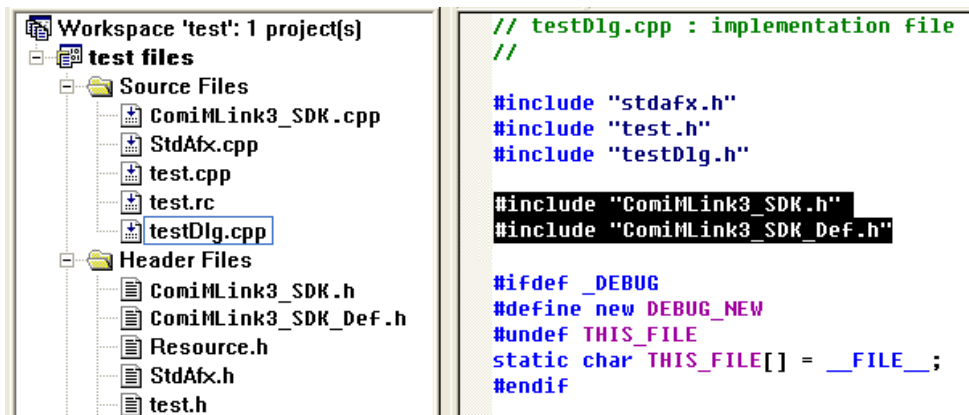 Workspace 'test': 1 project(s)
test files
Source Files
ComiMLink3_SDK.cpp
StdAfx.cpp
test.cpp
test.rc
testDlg.cpp
Header Files
ComiMLink3_SDK.h
ComiMLink3_SDK_Def.h
Resource.h
StdAfx.h
test.h
// testDlg.cpp : implementation file
//
#include "stdafx.h"
#include "test.h"
#include "testDlg.h"
#include "ComiMLink3_SDK.h"
#include "ComiMLink3_SDK_Def.h"
#ifdef _DEBUG
#define new DEBUG_NEW
#undef THIS_FILE
static char THIS_FILE[] = __FILE__;
#endif